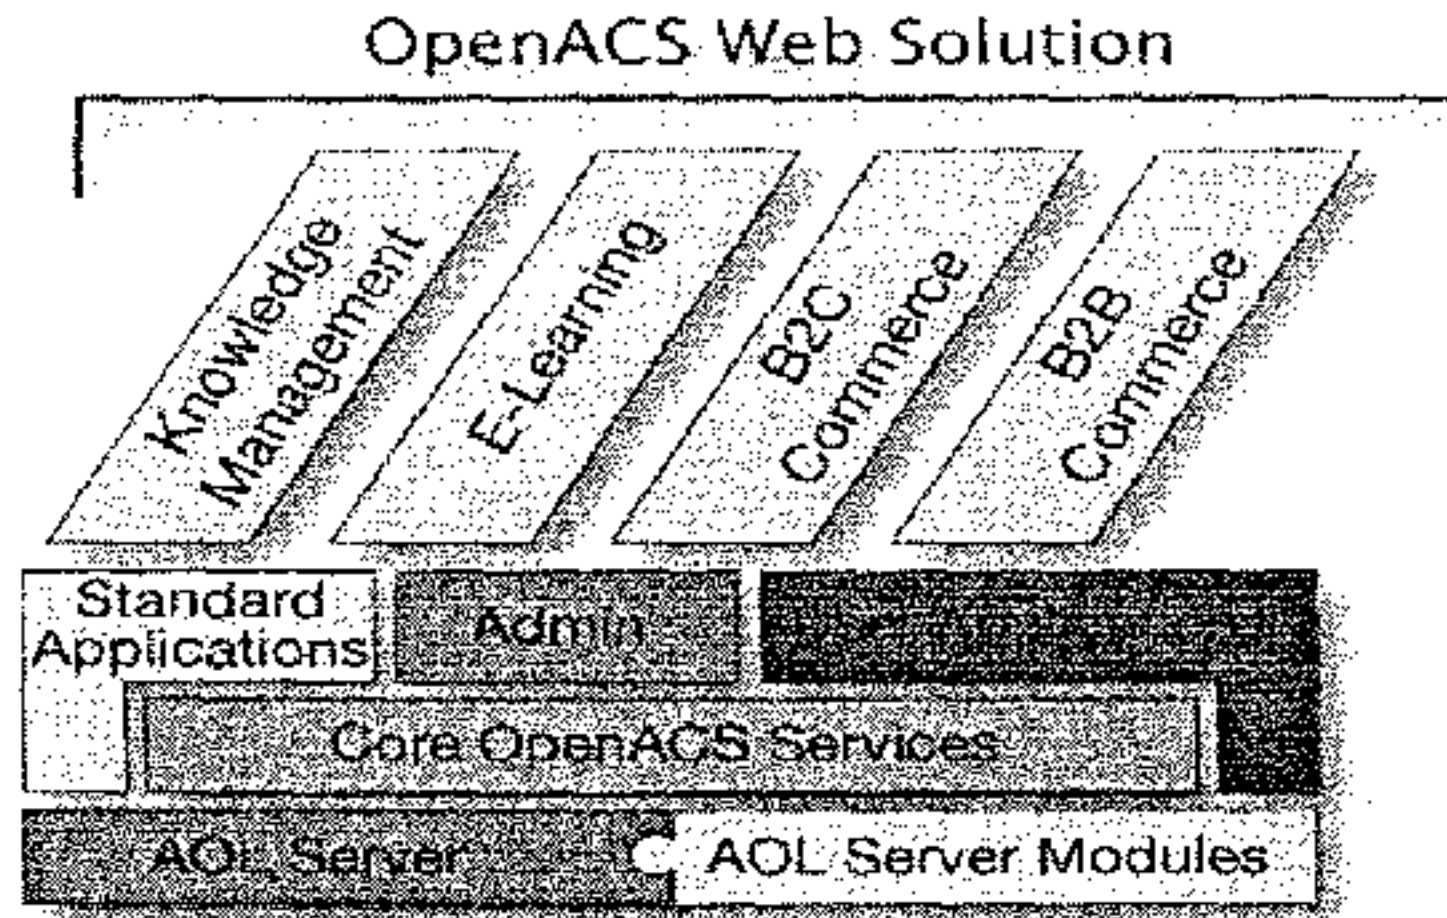 OpenACS Web Solution
Knowledge
Management
E-Learning
B2C
Commerce
B2B
Commerce
Standard
Applications
Admin
Core OpenACS Services
AOL Server
AOL Server Modules